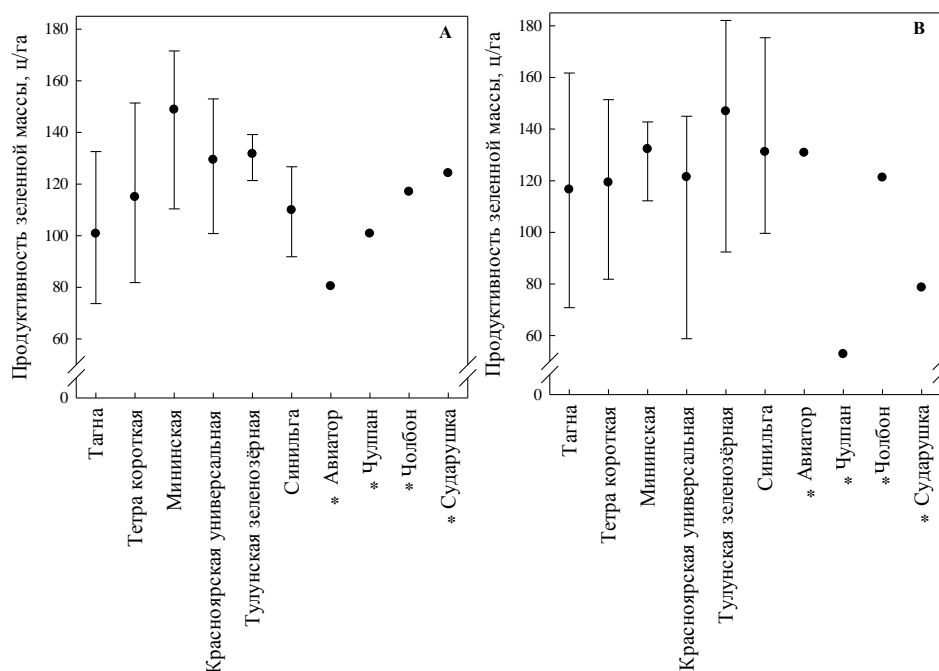 Продуктивность зеленной массы, ц/га
180
160
140
120
100
80
60
0
А
Тагна
Тетра короткая
Мининская
Красноярская универсальная
Тулунская зеленозёрная
Синильга
* Авиатор
* Чулпан
* Чолбон
* Сударушка
Продуктивность зеленной массы, ц/га
180
160
140
120
100
80
60
0
В
Тагна
Тетра короткая
Мининская
Красноярская универсальная
Тулунская зеленозёрная
Синильга
* Авиатор
* Чулпан
* Чолбон
* Сударушка